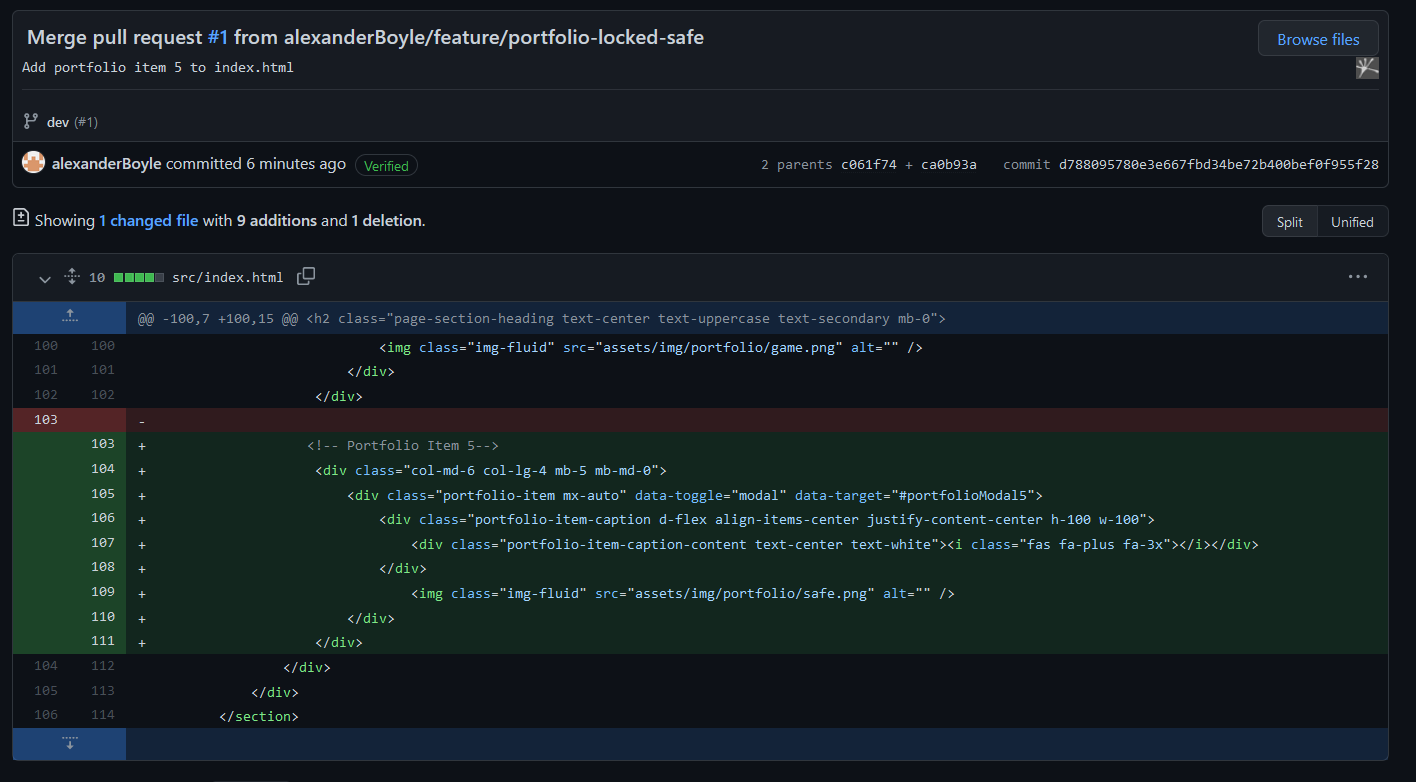 Merge pull request #1 from alexanderBoyle/feature/portfolio-locked-safe
Browse files
Add portfolio item 5 to index.html
dev (#1)
alexanderBoyle committed 6 minutes ago Verified 2 parents c061f74 + ca0b93a commit d788095780e3e667fbd34be72b400bef0f955f28
Showing 1 changed file with 9 additions and 1 deletion.
Split Unified
10 src/index.html
@@ -100,7 +100,15 @@ <h2 class="page-section-heading text-center text-uppercase text-secondary mb-0">
100 100 <img class="img-fluid" src="assets/img/portfolio/game.png" alt="" />
101 101 </div>
102 102 </div>
103 -
103 + <!-- Portfolio Item 5-->
104 + <div class="col-md-6 col-lg-4 mb-5 mb-md-0">
105 + <div class="portfolio-item mx-auto" data-toggle="modal" data-target="#portfolioModal5">
106 + <div class="portfolio-item-caption d-flex align-items-center justify-content-center h-100 w-100">
107 + <div class="portfolio-item-caption-content text-center text-white"><i class="fas fa-plus fa-3x"></i></div>
108 + </div>
109 + <img class="img-fluid" src="assets/img/portfolio/safe.png" alt="" />
110 + </div>
111 + </div>
104 112 </div>
105 113 </div>
106 114 </section>